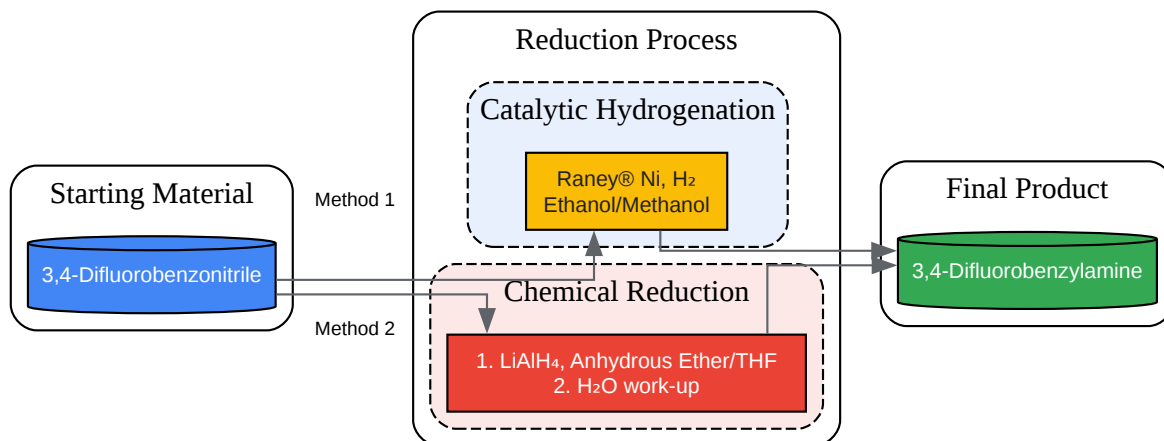 Reduction Process
Catalytic Hydrogenation
Raney® Ni, H₂
Ethanol/Methanol
Starting Material
3,4-Difluorobenzonitrile
Method 1
Method 2
Chemical Reduction
1. LiAlH₄, Anhydrous Ether/THF
2. H₂O work-up
Final Product
3,4-Difluorobenzylamine